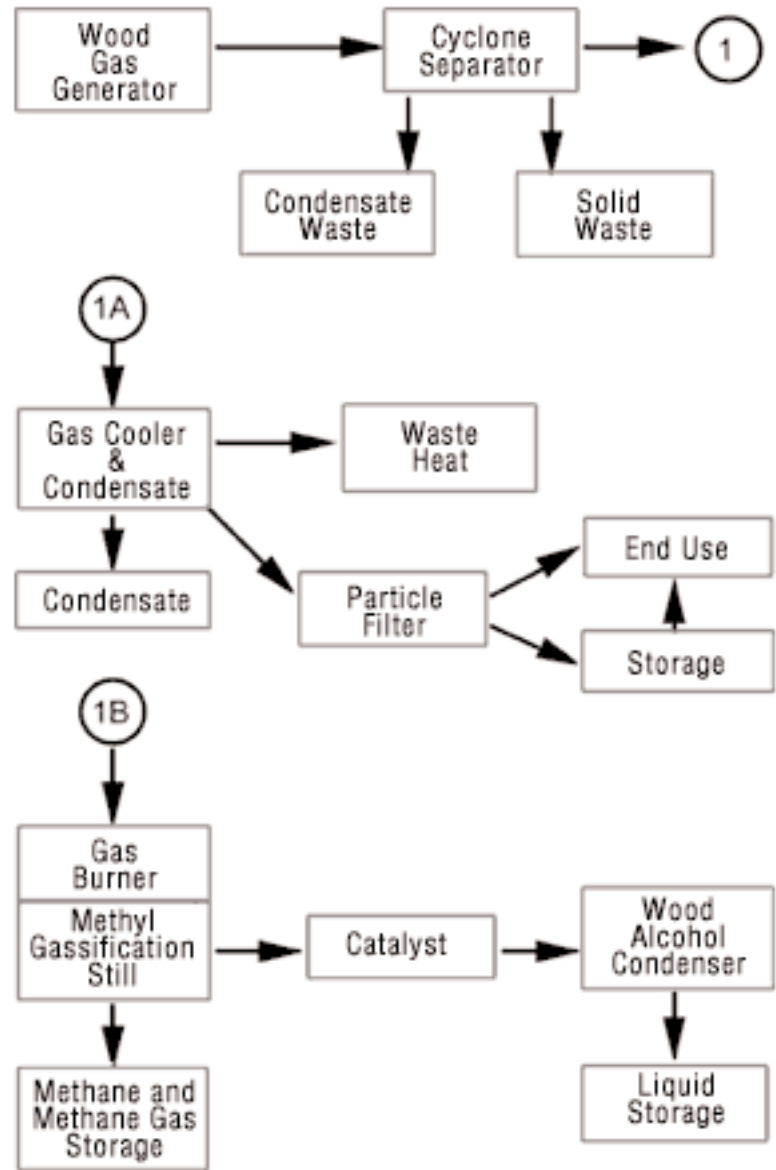 Wood
Gas
Generator
Cyclone
Separator
1
Condensate
Waste
Solid
Waste
1A
Gas Cooler
&
Condensate
Waste
Heat
Condensate
Particle
Filter
End Use
Storage
1B
Gas
Burner
Methyl
Gassification
Still
Catalyst
Wood
Alcohol
Condenser
Methane and
Methane Gas
Storage
Liquid
Storage